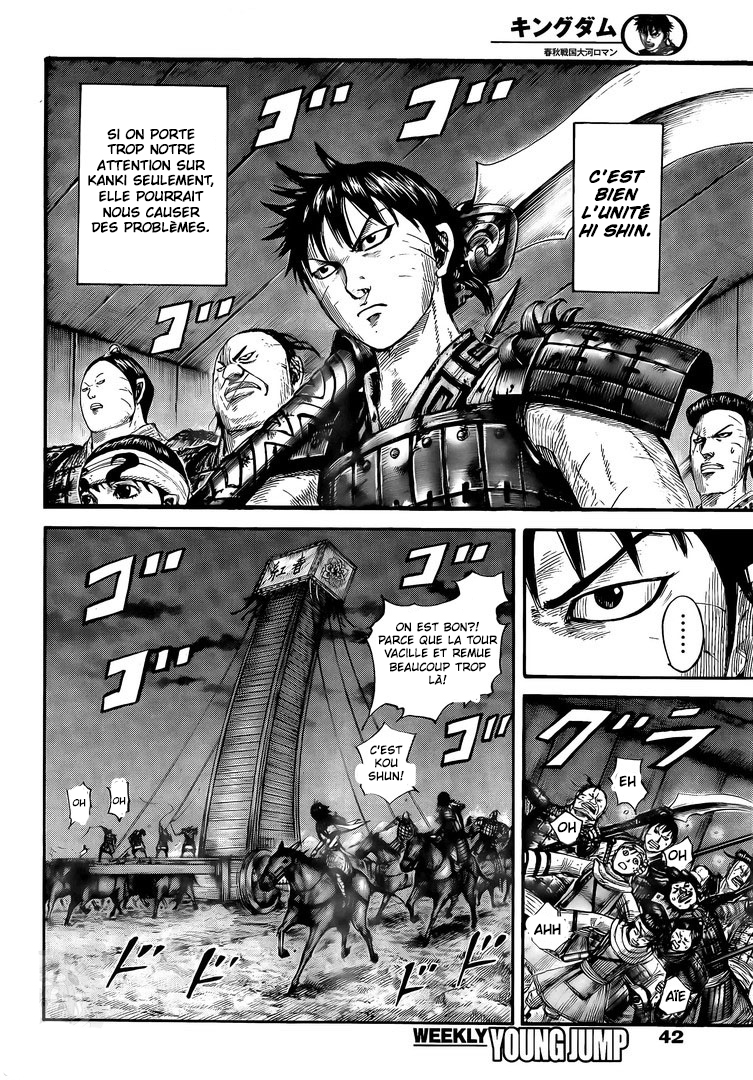 キングダム
春秋戦国大河ロマン
SI ON PORTE
TROP NOTRE
ATTENTION SUR
KANKI SEULEMENT,
ELLE POURRAIT
NOUS CAUSER
DES PROBLÈMES.
C'EST
BIEN
L'UNITÉ
HI SHIN.
ゴ
ゴ
ゴ
ゴ
ゴ
ゴ
ゴ
香紅
ON EST BON?!
PARCE QUE LA TOUR
VACILLE ET REMUE
BEAUCOUP TROP
LÀ!
C'EST
KOU
SHUN!
OH
OH
ドド
ドド
......
グラ
EH
OH
OH
AHH
AÏE
WEEKLY YOUNG JUMP 42